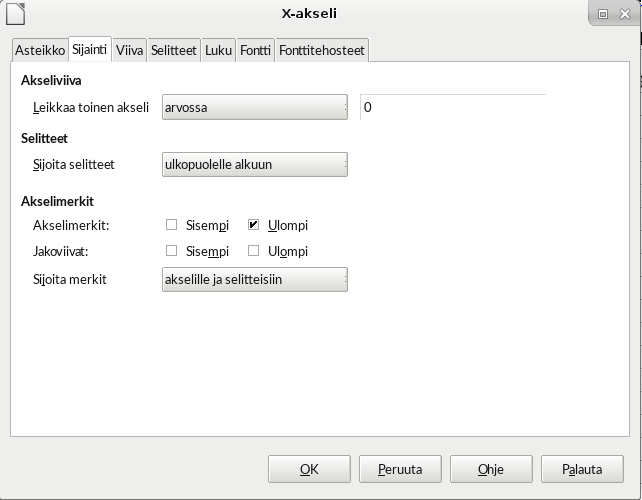 X-akseli
Asteikko Sijainti Viiva Selitteet Luku Fontti Fonttitehosteet
Akseliviiva
Leikkaa toinen akseli arvossa 0
Selitteet
Sijoita selitteet ulkopuolelle alkuun
Akselimerkit
Akselimerkit: Sisempi Ulompi
Jakoviivat: Sisempi Ulompi
Sijoita merkit akselille ja selitteisiin
OK Peruuta Ohje Palauta